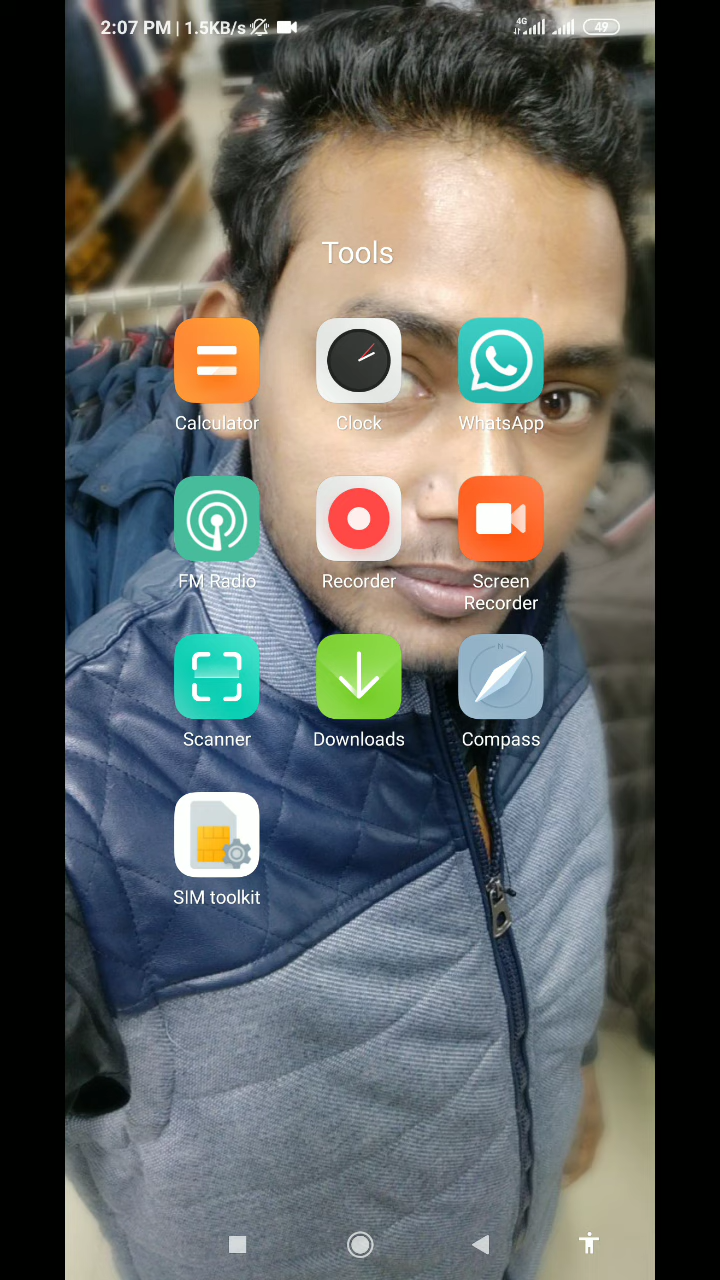 2:07 PM | 1.5KB/s 4G 49
Tools
Calculator Clock WhatsApp
FM Radio Recorder Screen Recorder
Scanner Downloads Compass
N
SIM toolkit